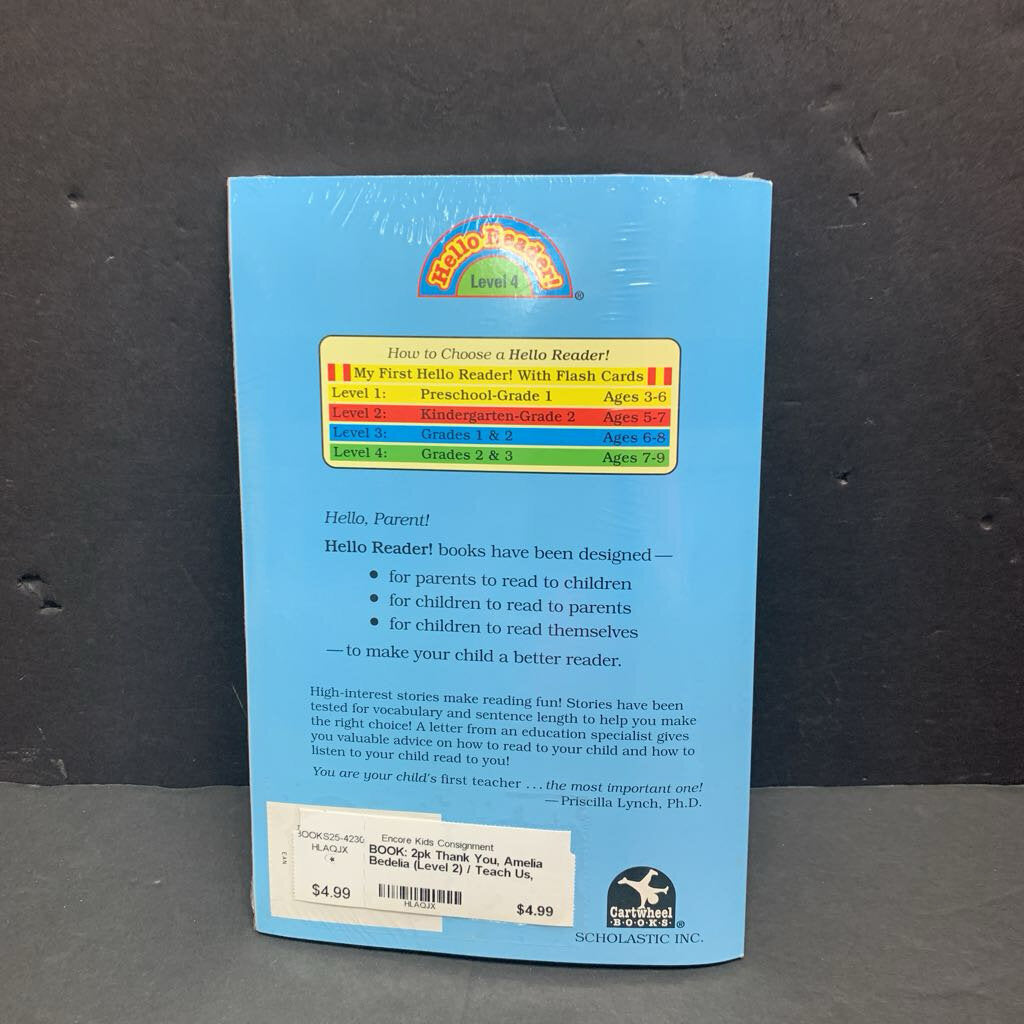 Hello Reader!
Level 4
®
How to Choose a Hello Reader!
My First Hello Reader! With Flash Cards
Level 1: Preschool-Grade 1 Ages 3-6
Level 2: Kindergarten-Grade 2 Ages 5-7
Level 3: Grades 1 & 2 Ages 6-8
Level 4: Grades 2 & 3 Ages 7-9
Hello, Parent!
Hello Reader! books have been designed—
• for parents to read to children
• for children to read to parents
• for children to read themselves
—to make your child a better reader.
High-interest stories make reading fun! Stories have been
tested for vocabulary and sentence length to help you make
the right choice! A letter from an education specialist gives
you valuable advice on how to read to your child and how to
listen to your child read to you!
You are your child's first teacher ... the most important one!
—Priscilla Lynch, Ph.D.
EAN
BOOKS25-4230
HLAQJX
$4.99
Encore Kids Consignment
BOOK: 2pk Thank You, Amelia
Bedelia (Level 2) / Teach Us,
HLAQJX
$4.99
Cartwheel
B·O·O·K·S ®
SCHOLASTIC INC.